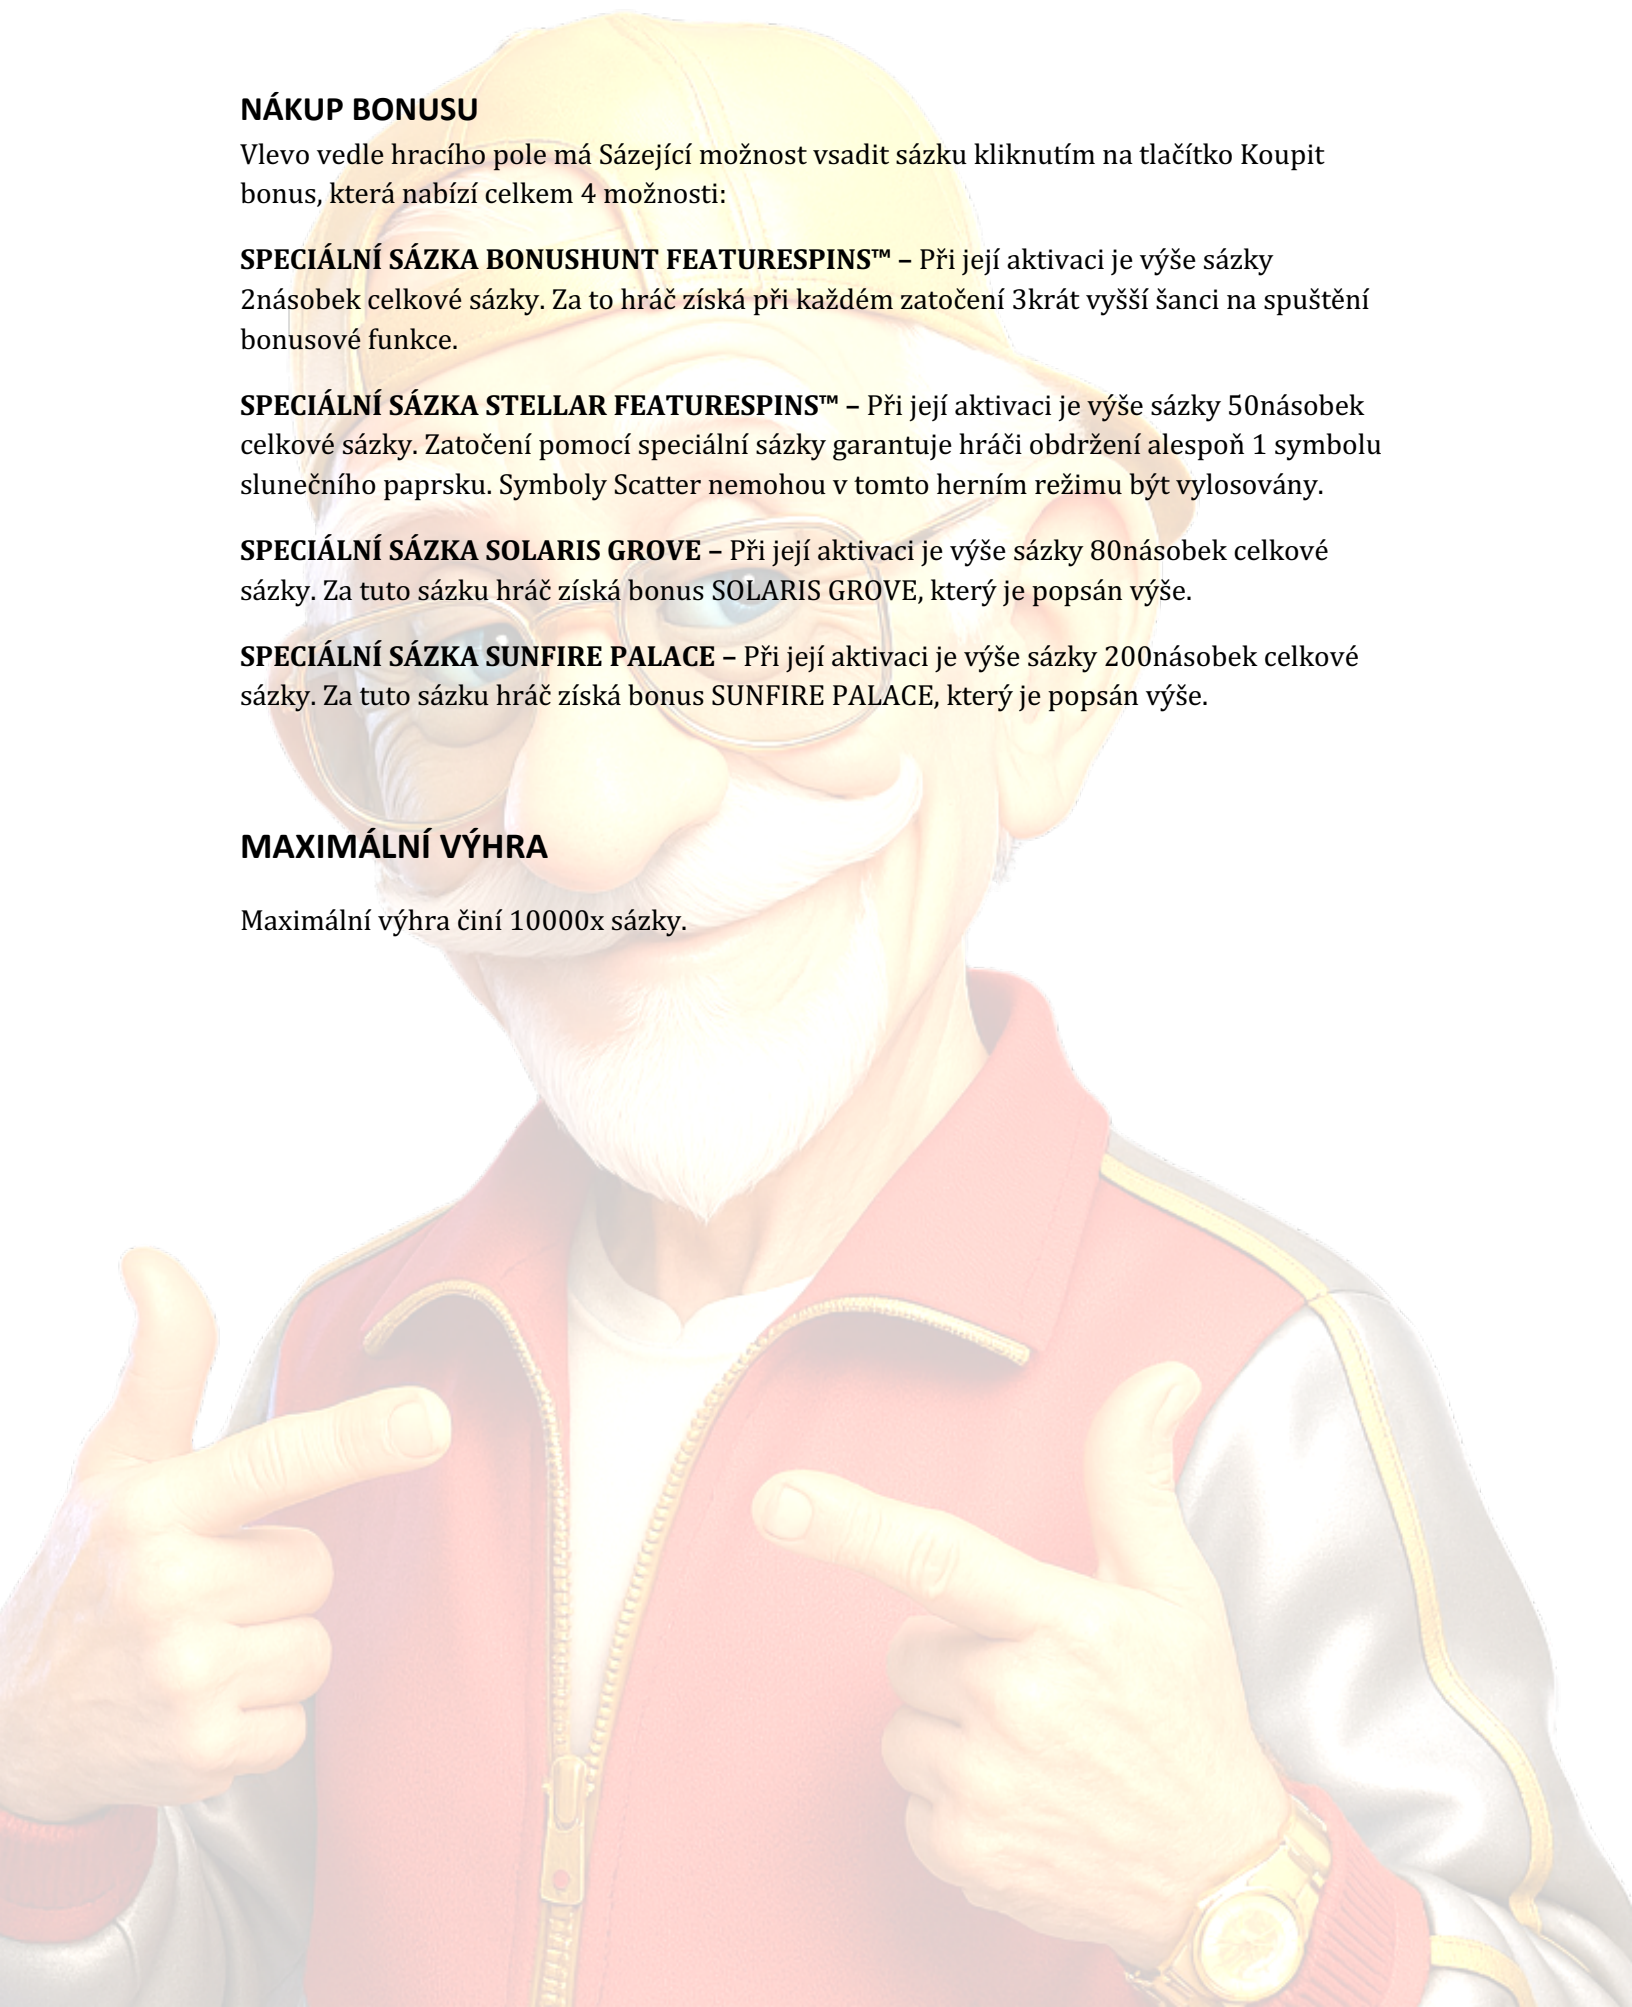 NÁKUP BONUSU
Vlevo vedle hracího pole má Sázející možnost vsadit sázku kliknutím na tlačítko Koupit
bonus, která nabízí celkem 4 možnosti:
SPECIÁLNÍ SÁZKA BONUSHUNT FEATURESPINS™ – Při její aktivaci je výše sázky
2násobek celkové sázky. Za to hráč získá při každém zatočení 3krát vyšší šanci na spuštění
bonusové funkce.
SPECIÁLNÍ SÁZKA STELLAR FEATURESPINS™ – Při její aktivaci je výše sázky 50násobek
celkové sázky. Zatočení pomocí speciální sázky garantuje hráči obdržení alespoň 1 symbolu
slunečního paprsku. Symboly Scatter nemohou v tomto herním režimu být vylosovány.
SPECIÁLNÍ SÁZKA SOLARIS GROVE – Při její aktivaci je výše sázky 80násobek celkové
sázky. Za tuto sázku hráč získá bonus SOLARIS GROVE, který je popsán výše.
SPECIÁLNÍ SÁZKA SUNFIRE PALACE – Při její aktivaci je výše sázky 200násobek celkové
sázky. Za tuto sázku hráč získá bonus SUNFIRE PALACE, který je popsán výše.
MAXIMÁLNÍ VÝHRA
Maximální výhra činí 10000x sázky.